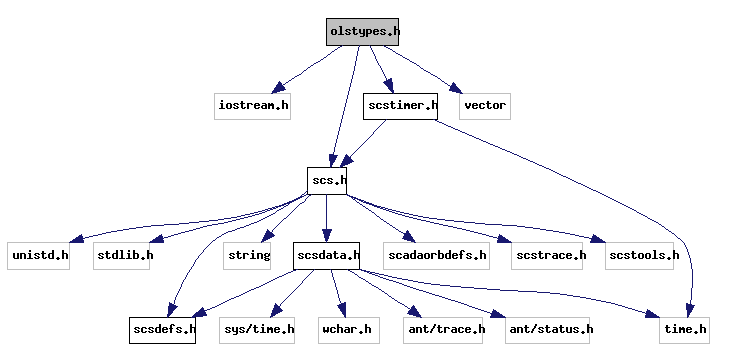 olstypes.h
iostream.h
scstimer.h
vector
scs.h
unistd.h
stdlib.h
string
scsdata.h
scadaorbdefs.h
scstrace.h
scstools.h
scsdefs.h
sys/time.h
wchar.h
ant/trace.h
ant/status.h
time.h